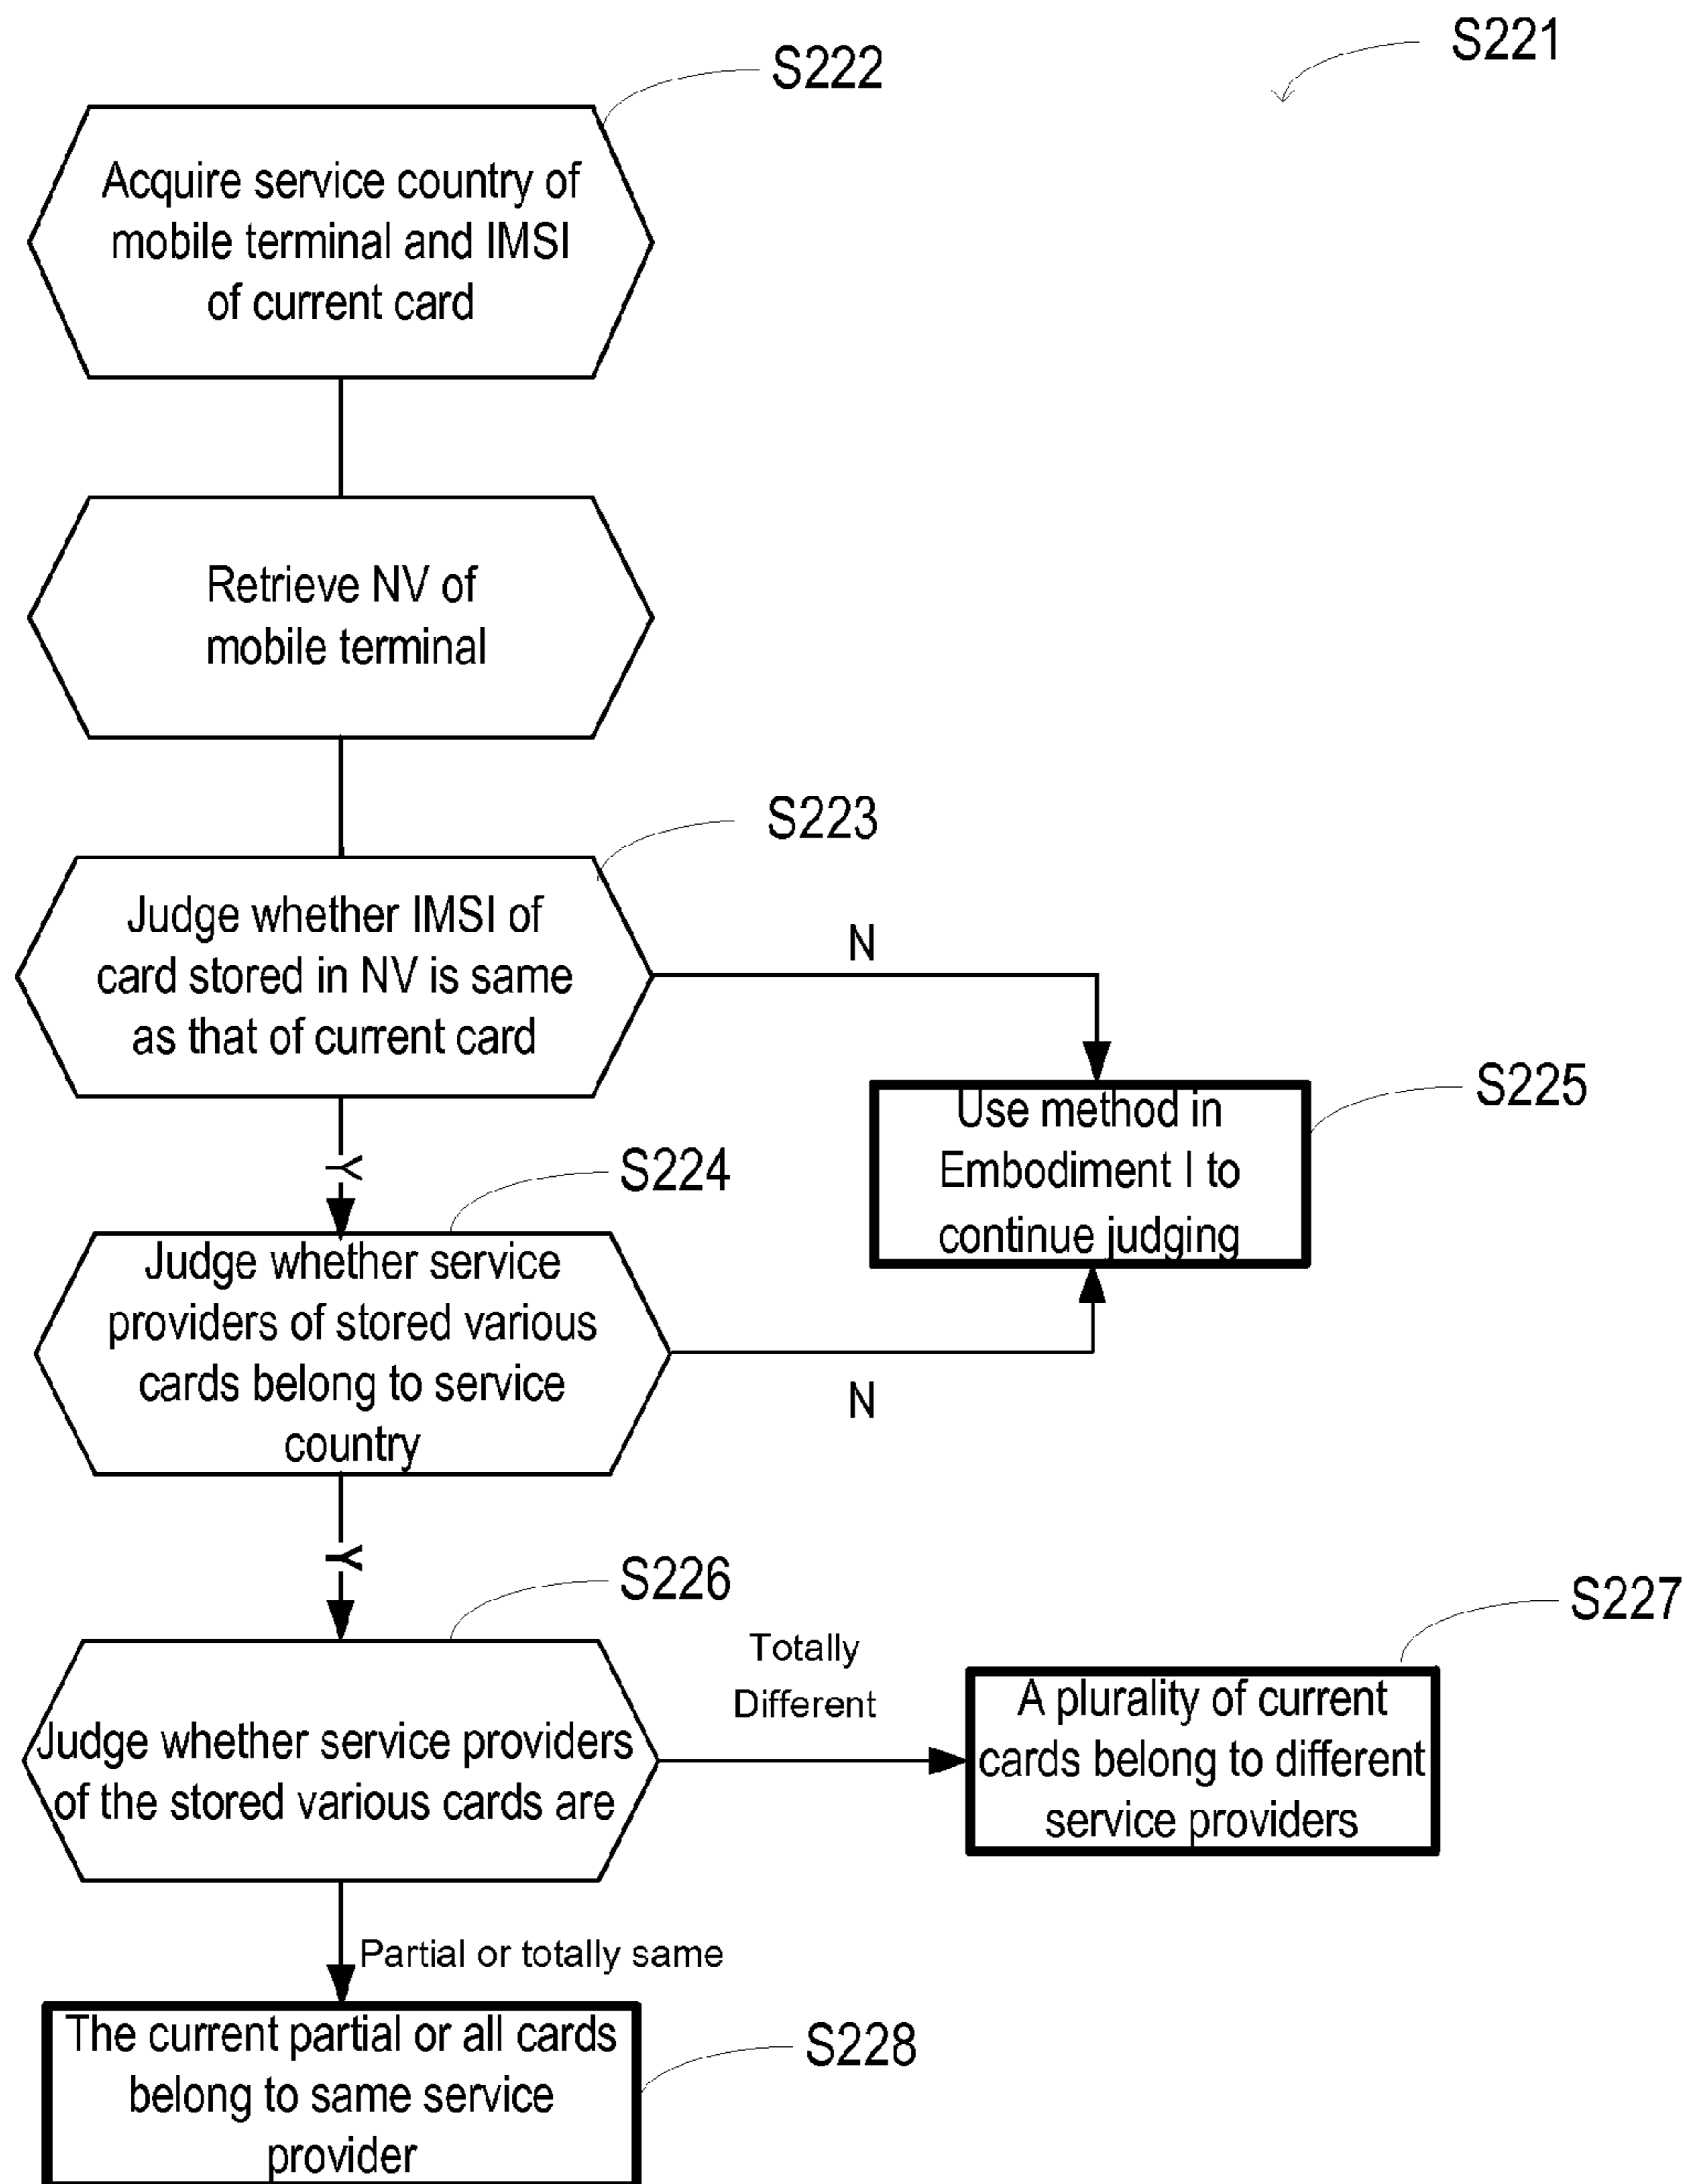 S221
S222
Acquire service country of
mobile terminal and IMSI
of current card
Retrieve NV of
mobile terminal
S223
Judge whether IMSI of
card stored in NV is same
as that of current card
N
S225
Use method in
Embodiment I to
continue judging
Y
S224
Judge whether service
providers of stored various
cards belong to service
country
N
Y
S226
S227
Totally
Different
Judge whether service providers
of the stored various cards are
A plurality of current
cards belong to different
service providers
Partial or totally same
The current partial or all cards
belong to same service
provider
S228